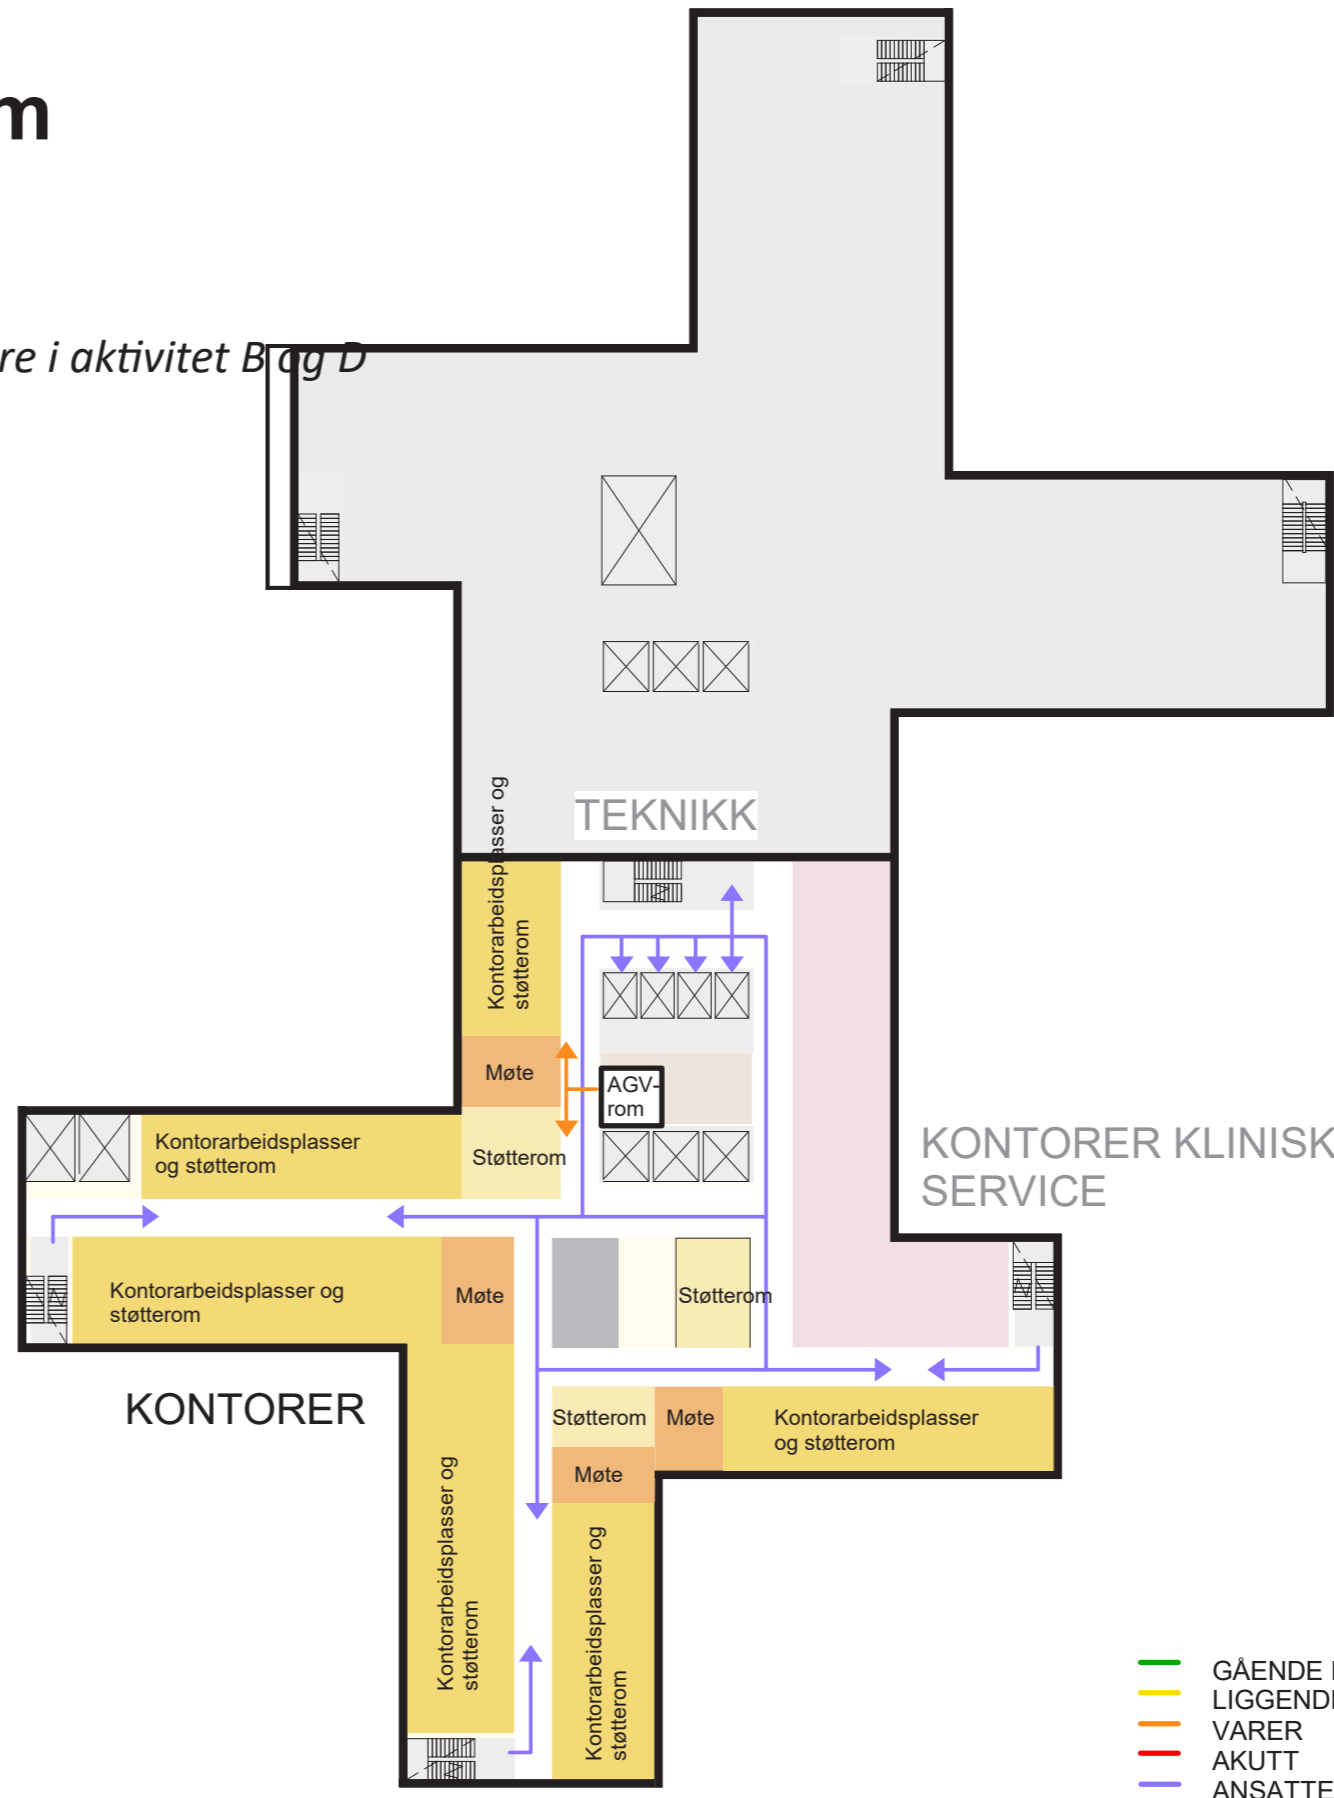 m
re i aktivitet B og D
TEKNIKK
Kontorarbeidsplasser og
støtterom
Møte
AGV-
rom
Støtterom
Kontorarbeidsplasser
og støtterom
KONTORER KLINISK
SERVICE
Kontorarbeidsplasser og
støtterom
Møte
Støtterom
KONTORER
Støtterom
Møte
Kontorarbeidsplasser
og støtterom
Møte
Kontorarbeidsplasser og
støtterom
Kontorarbeidsplasser og
støtterom
GÅENDE
LIGGENDE
VARER
AKUTT
ANSATTE